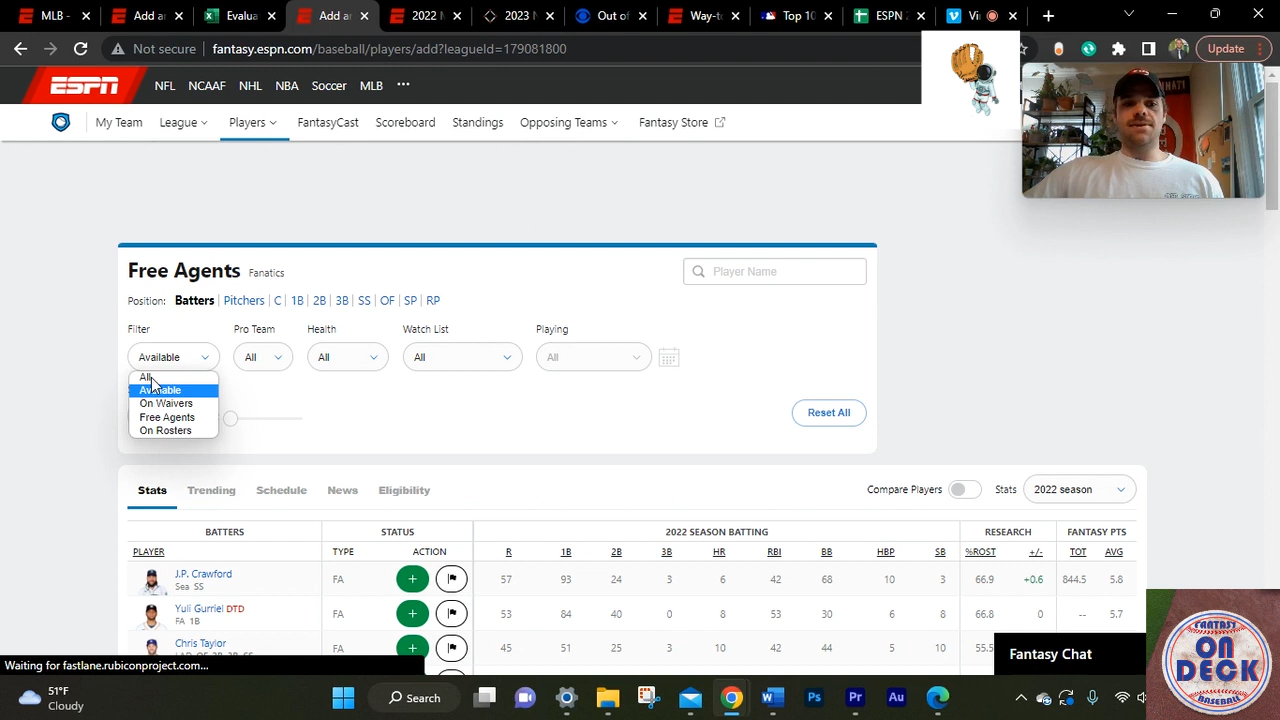 MLB -
Add an
Evalua
Add an
2022 M
2023 N
Out of
Way-
Top 10
ESPN 2
Vi
Not secure
fantasy.espn.com/baseball/players/add?leagueId=179081800
Update
ESPN
NFL NCAAF NHL NBA Soccer MLB ...
My Team League Players FantasyCast Scoreboard Standings Opposing Teams Fantasy Store
Free Agents Fanatics
Player Name
Position: Batters | Pitchers | C | 1B | 2B | 3B | SS | OF | SP | RP
Filter Pro Team Health Watch List Playing
Available All All All All
All
Available
On Waivers
Free Agents
On Rosters
Reset All
Stats Trending Schedule News Eligibility
Compare Players Stats 2022 season
BATTERS STATUS 2022 SEASON BATTING RESEARCH FANTASY PTS
PLAYER TYPE ACTION R 1B 2B 3B HR RBI BB HBP SB %ROST +/- TOT AVG
J.P. Crawford
Sea SS
FA 57 93 24 3 6 42 68 10 3 66.9 +0.6 844.5 5.8
Yuli Gurriel DTD
FA 1B
FA 53 84 40 0 8 53 30 6 8 66.8 0 -- 5.7
Chris Taylor
FA 45 51 25 3 10 42 44 5 10 55.5
Waiting for fastlane.rubiconproject.com...
Fantasy Chat
FANTASY
ON
DECK
BASEBALL
51°F
Cloudy
Search